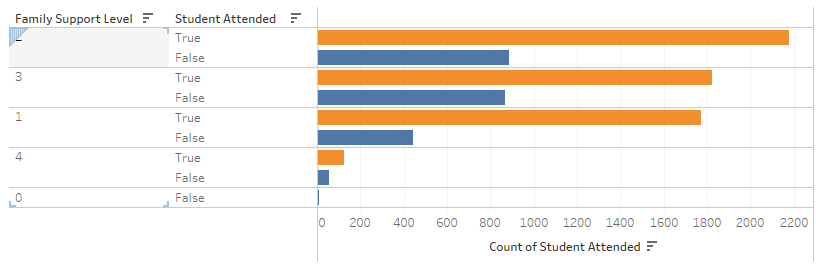 Family Support Level Student Attended
True
False
3 True
False
1 True
False
4 True
False
0 False
0 200 400 600 800 1000 1200 1400 1600 1800 2000 2200
Count of Student Attended